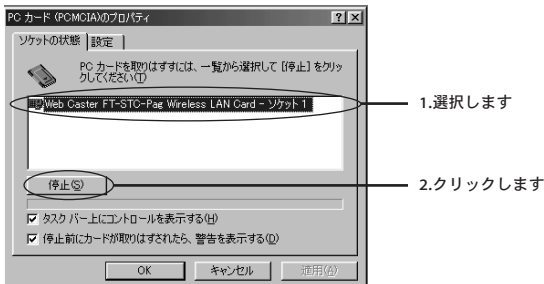 PC カード (PCMCIA)のプロパティ
ソケットの状態 設定
PC カードを取りはずすには、一覧から選択して [停止] をクリッ
クしてください(T)
Web Caster FT-STC-Pag Wireless LAN Card - ソケット 1
1.選択します
停止(S)
2.クリックします
タスク バー上にコントロールを表示する(H)
停止前にカードが取りはずされたら、警告を表示する(D)
OK キャンセル 適用(A)